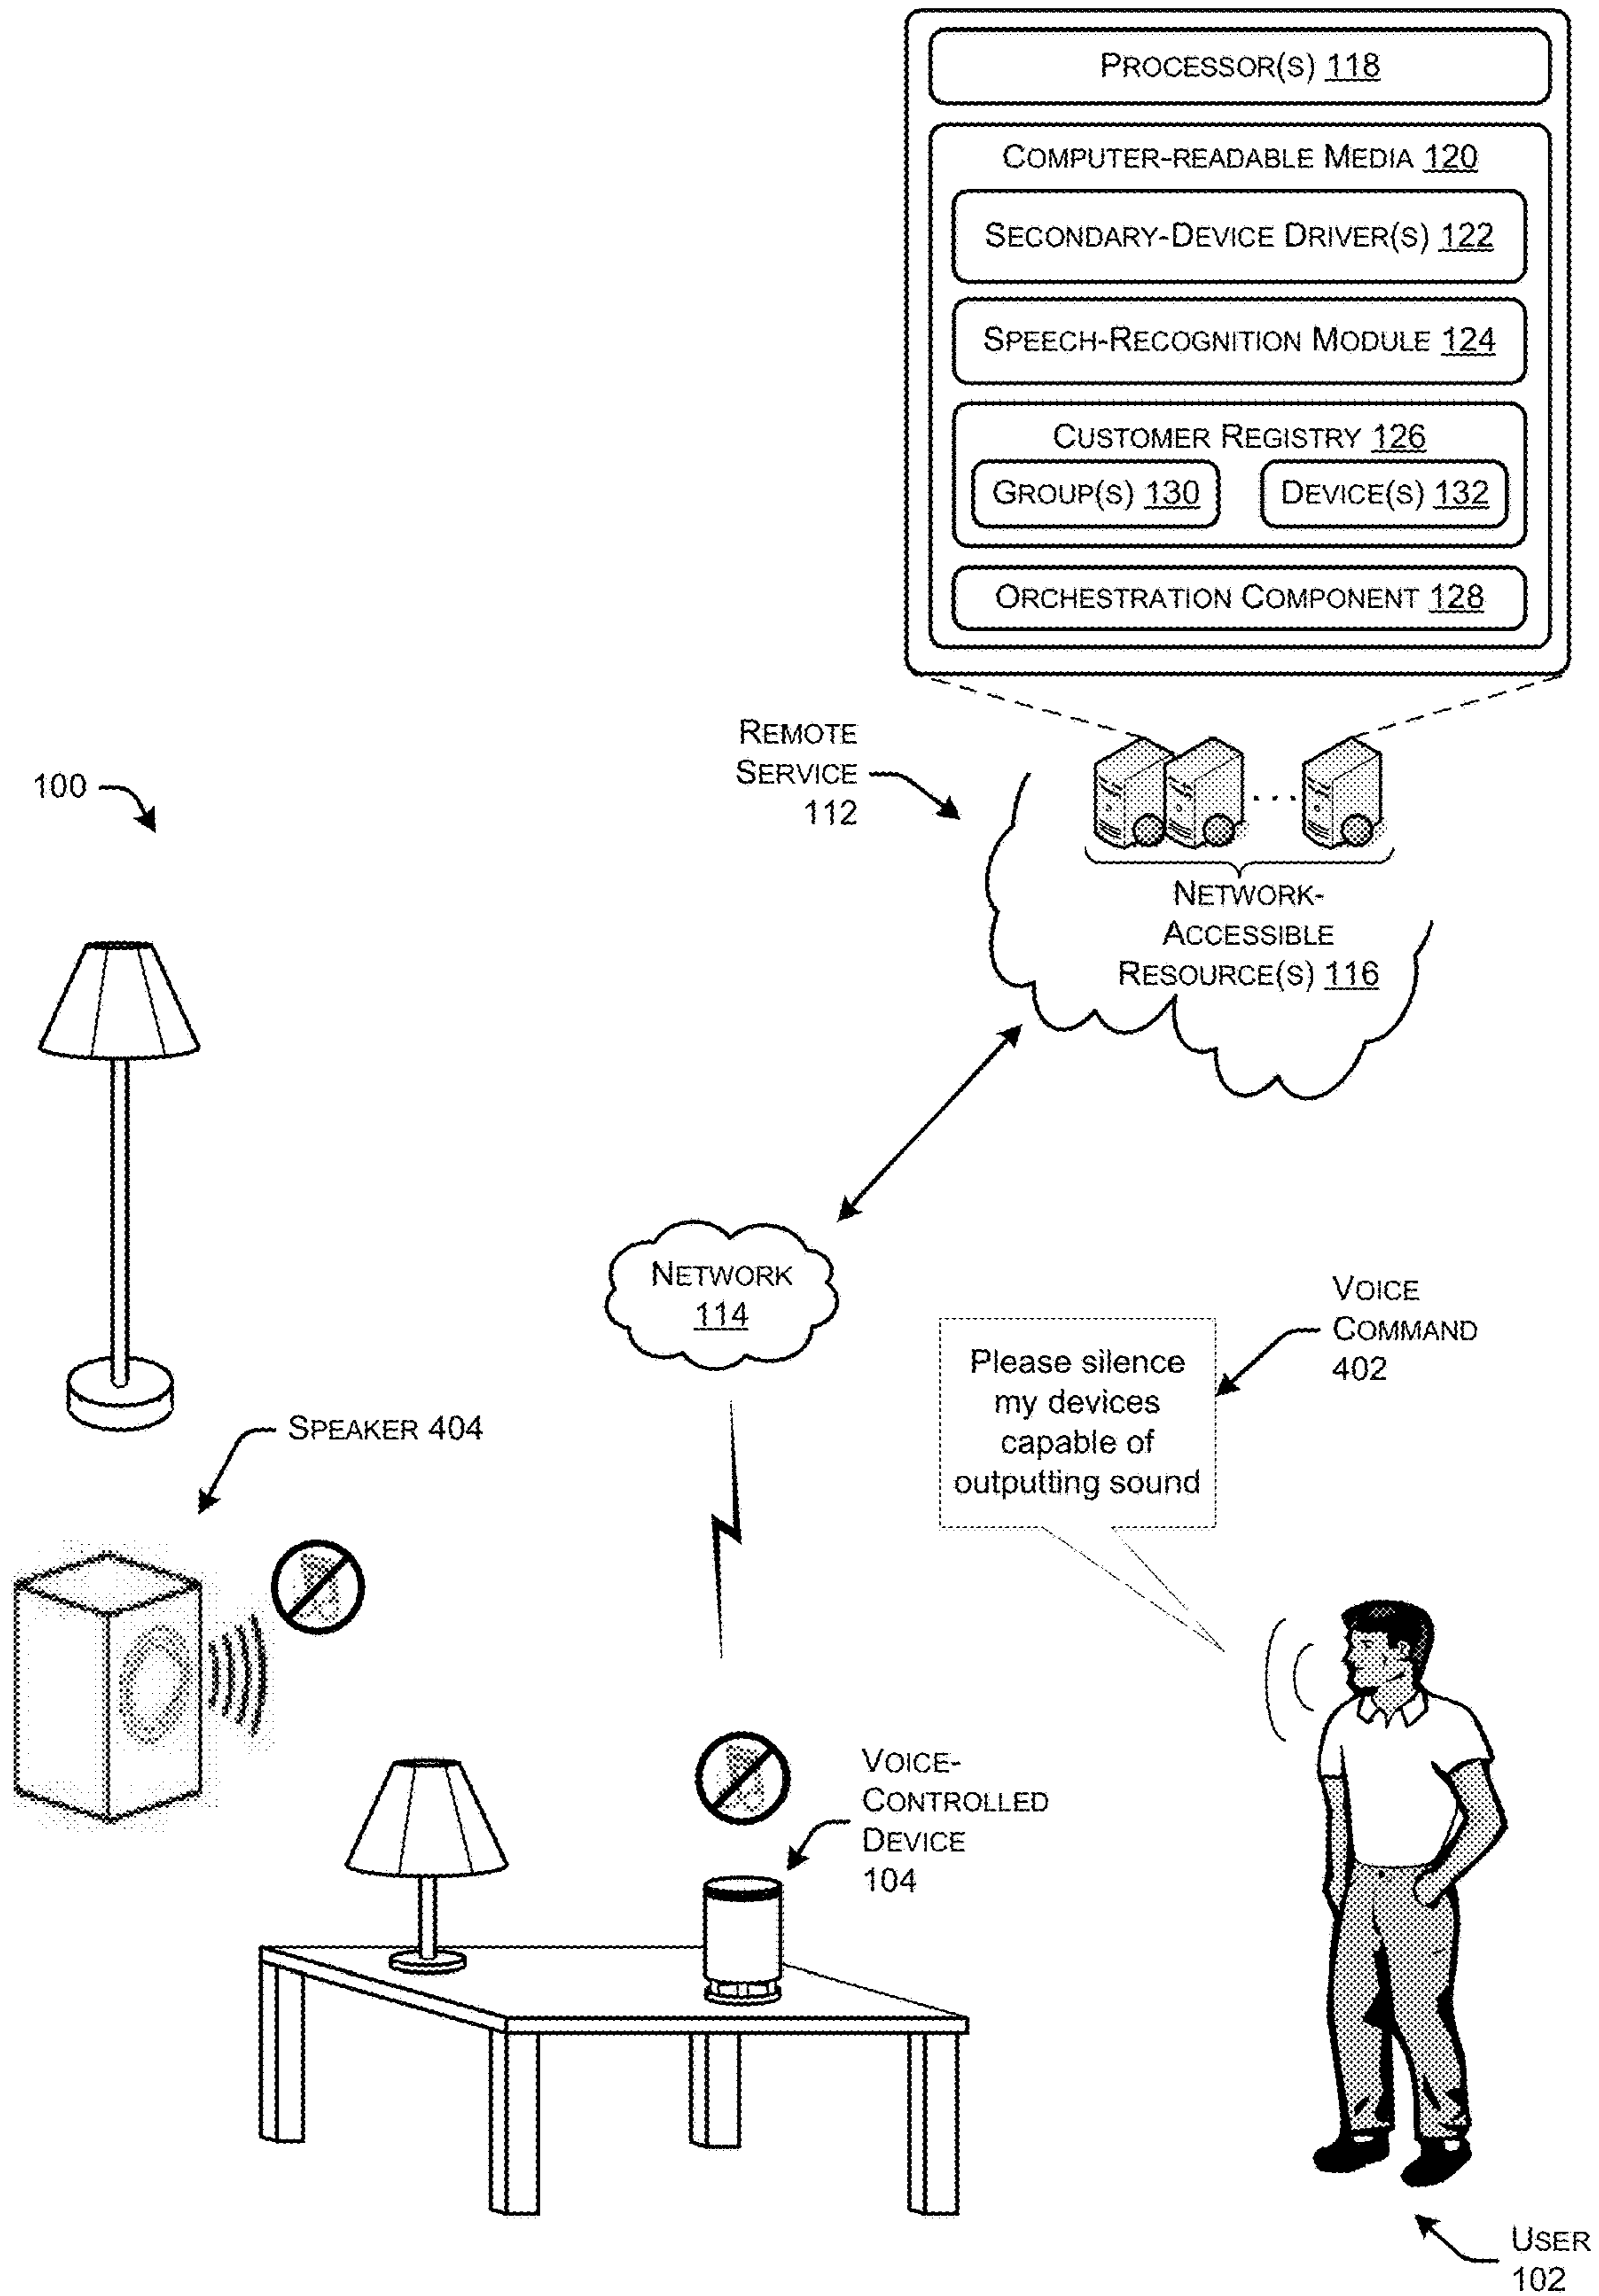 PROCESSOR(S) 118
COMPUTER-READABLE MEDIA 120
SECONDARY-DEVICE DRIVER(S) 122
SPEECH-RECOGNITION MODULE 124
CUSTOMER REGISTRY 126
GROUP(S) 130
DEVICE(S) 132
ORCHESTRATION COMPONENT 128
REMOTE
SERVICE
112
100
NETWORK-
ACCESSIBLE
RESOURCE(S) 116
NETWORK
114
VOICE
COMMAND
402
Please silence
my devices
capable of
outputting sound
SPEAKER 404
VOICE-
CONTROLLED
DEVICE
104
USER
102